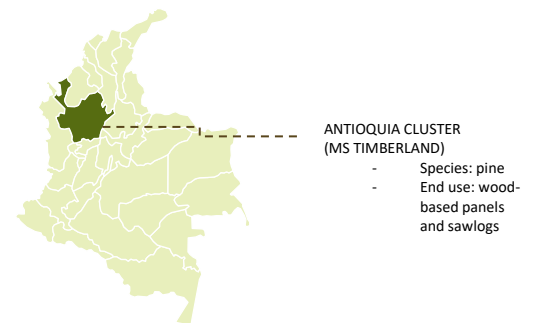 ANTIOQUIA CLUSTER
(MS TIMBERLAND)
- Species: pine
- End use: wood-
based panels
and sawlogs